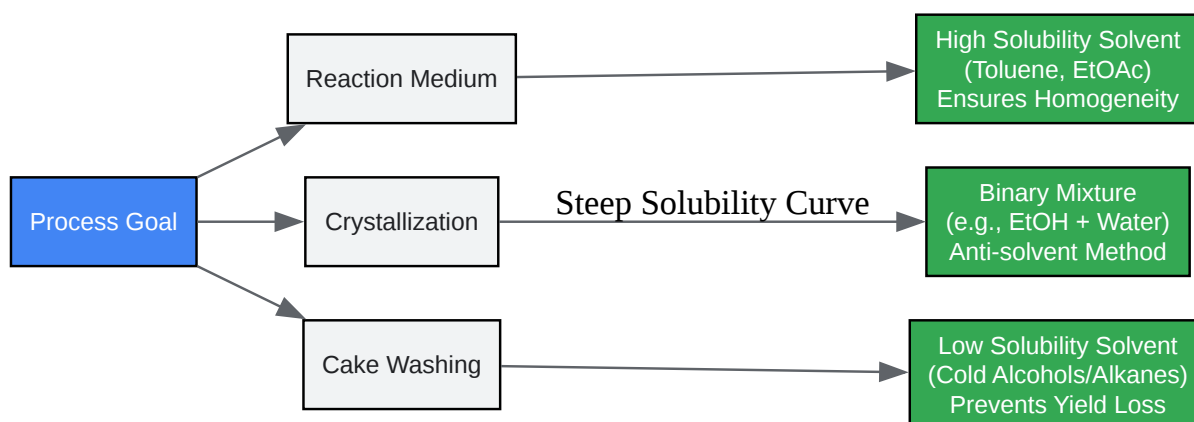 Process Goal
Reaction Medium
High Solubility Solvent
(Toluene, EtOAc)
Ensures Homogeneity
Crystallization
Steep Solubility Curve
Binary Mixture
(e.g., EtOH + Water)
Anti-solvent Method
Cake Washing
Low Solubility Solvent
(Cold Alcohols/Alkanes)
Prevents Yield Loss